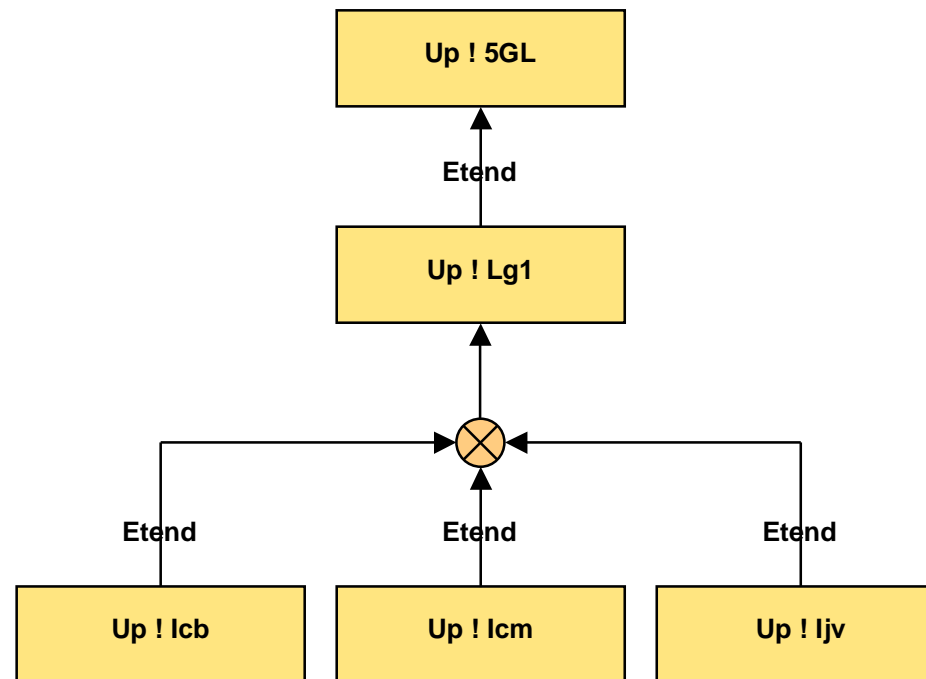 Up ! 5GL
Etend
Up ! Lg1
Etend
Etend
Etend
Up ! Icb
Up ! Icm
Up ! Ijv